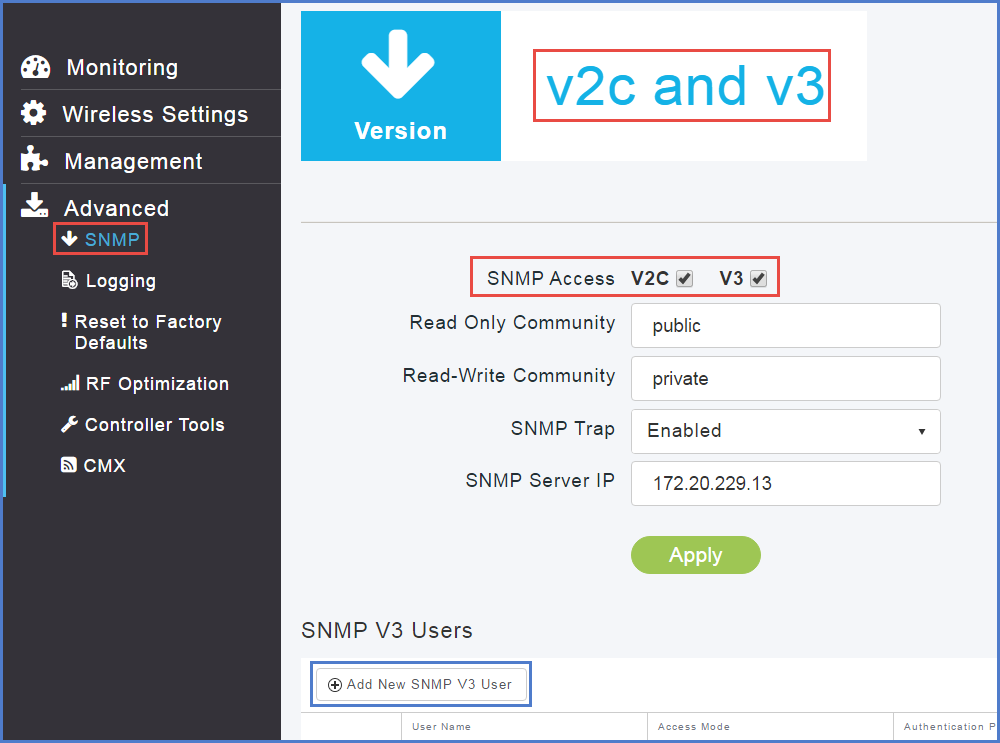 Monitoring
Wireless Settings
Management
Advanced
SNMP
Logging
Reset to Factory
Defaults
RF Optimization
Controller Tools
CMX
Version
v2c and v3
SNMP Access V2C V3
Read Only Community public
Read-Write Community private
SNMP Trap Enabled
SNMP Server IP 172.20.229.13
Apply
SNMP V3 Users
Add New SNMP V3 User
User Name Access Mode Authentication P